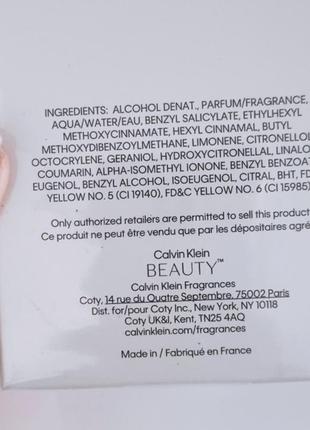 INGREDIENTS: ALCOHOL DENAT., PARFUM/FRAGRANCE,
AQUA/WATER/EAU, BENZYL SALICYLATE, ETHYLHEXYL
METHOXYCINNAMATE, HEXYL CINNAMAL, BUTYL
METHOXYDIBENZOYLMETHANE, LIMONENE, CITRONELLOL,
OCTOCRYLENE, GERANIOL, HYDROXYCITRONELLAL, LINALOOL,
COUMARIN, ALPHA-ISOMETHYL IONONE, BENZYL BENZOATE,
EUGENOL, BENZYL ALCOHOL, ISOEUGENOL, CITRAL, BHT, FD&C
YELLOW NO. 5 (CI 19140), FD&C YELLOW NO. 6 (CI 15985)
Only authorized retailers are permitted to sell this product
Ce produit ne peut être vendu que par les dépositaires agré
Calvin Klein
BEAUTY™
Calvin Klein Fragrances
Coty, 14 rue du Quatre Septembre, 75002 Paris
Dist. for/pour Coty Inc., New York, NY 10118
Coty UK&I, Kent, TN25 4AQ
calvinklein.com/fragrances
Made in / Fabriqué en France